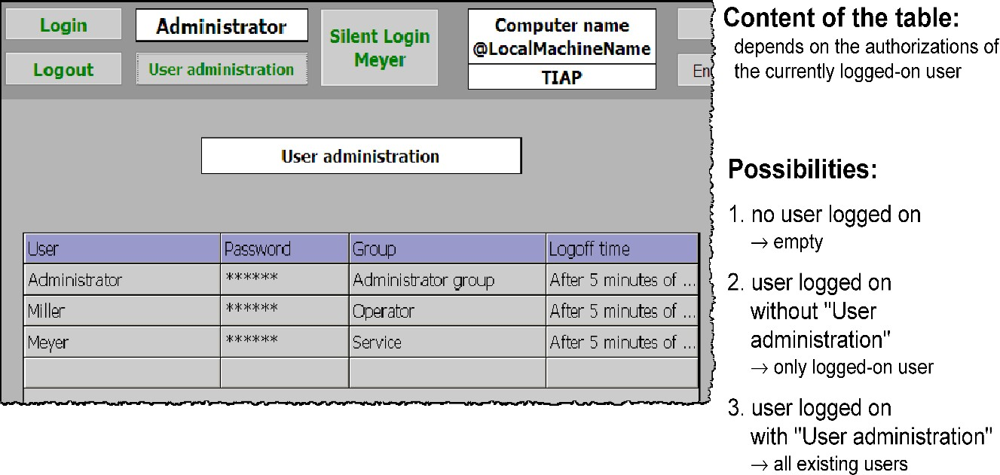 Login
Administrator
Silent Login
Meyer
Computer name
@LocalMachineName
Logout
User administration
TIAP
User administration
User Password Group Logoff time
Administrator ****** Administrator group After 5 minutes of ...
Miller ****** Operator After 5 minutes of ...
Meyer ****** Service After 5 minutes of ...
Content of the table:
depends on the authorizations of
the currently logged-on user
Possibilities:
1. no user logged on
→ empty
2. user logged on
without "User
administration"
→ only logged-on user
3. user logged on
with "User administration"
→ all existing users